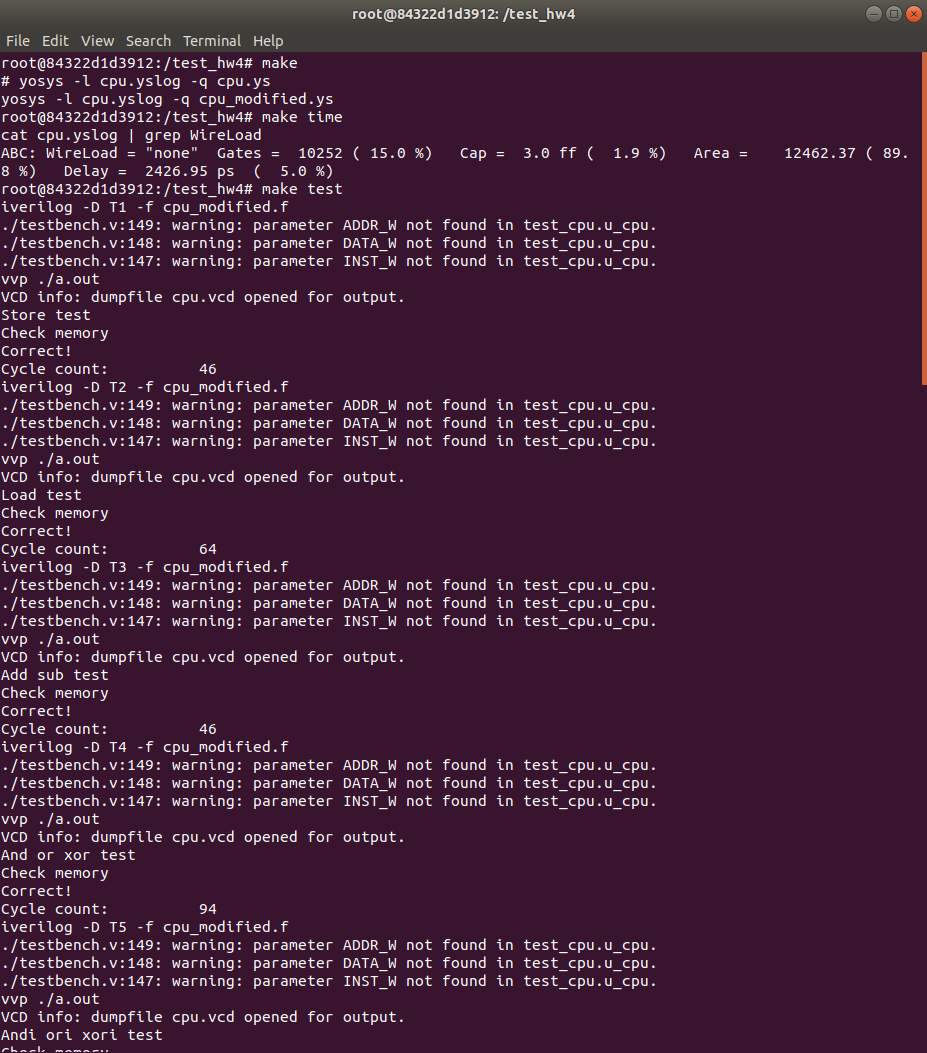 root@84322d1d3912: /test_hw4
File Edit View Search Terminal Help
root@84322d1d3912:/test_hw4# make
# yosys -l cpu.yslog -q cpu.ys
yosys -l cpu.yslog -q cpu_modified.ys
root@84322d1d3912:/test_hw4# make time
cat cpu.yslog | grep WireLoad
ABC: WireLoad = "none"  Gates =  10252 ( 15.0 %)   Cap =  3.0 ff (  1.9 %)   Area =    12462.37 ( 89.
8 %)   Delay =  2426.95 ps  (  5.0 %)
root@84322d1d3912:/test_hw4# make test
iverilog -D T1 -f cpu_modified.f
./testbench.v:149: warning: parameter ADDR_W not found in test_cpu.u_cpu.
./testbench.v:148: warning: parameter DATA_W not found in test_cpu.u_cpu.
./testbench.v:147: warning: parameter INST_W not found in test_cpu.u_cpu.
vvp ./a.out
VCD info: dumpfile cpu.vcd opened for output.
Store test
Check memory
Correct!
Cycle count:          46
iverilog -D T2 -f cpu_modified.f
./testbench.v:149: warning: parameter ADDR_W not found in test_cpu.u_cpu.
./testbench.v:148: warning: parameter DATA_W not found in test_cpu.u_cpu.
./testbench.v:147: warning: parameter INST_W not found in test_cpu.u_cpu.
vvp ./a.out
VCD info: dumpfile cpu.vcd opened for output.
Load test
Check memory
Correct!
Cycle count:          64
iverilog -D T3 -f cpu_modified.f
./testbench.v:149: warning: parameter ADDR_W not found in test_cpu.u_cpu.
./testbench.v:148: warning: parameter DATA_W not found in test_cpu.u_cpu.
./testbench.v:147: warning: parameter INST_W not found in test_cpu.u_cpu.
vvp ./a.out
VCD info: dumpfile cpu.vcd opened for output.
Add sub test
Check memory
Correct!
Cycle count:          46
iverilog -D T4 -f cpu_modified.f
./testbench.v:149: warning: parameter ADDR_W not found in test_cpu.u_cpu.
./testbench.v:148: warning: parameter DATA_W not found in test_cpu.u_cpu.
./testbench.v:147: warning: parameter INST_W not found in test_cpu.u_cpu.
vvp ./a.out
VCD info: dumpfile cpu.vcd opened for output.
And or xor test
Check memory
Correct!
Cycle count:          94
iverilog -D T5 -f cpu_modified.f
./testbench.v:149: warning: parameter ADDR_W not found in test_cpu.u_cpu.
./testbench.v:148: warning: parameter DATA_W not found in test_cpu.u_cpu.
./testbench.v:147: warning: parameter INST_W not found in test_cpu.u_cpu.
vvp ./a.out
VCD info: dumpfile cpu.vcd opened for output.
Andi ori xori test
Check memory